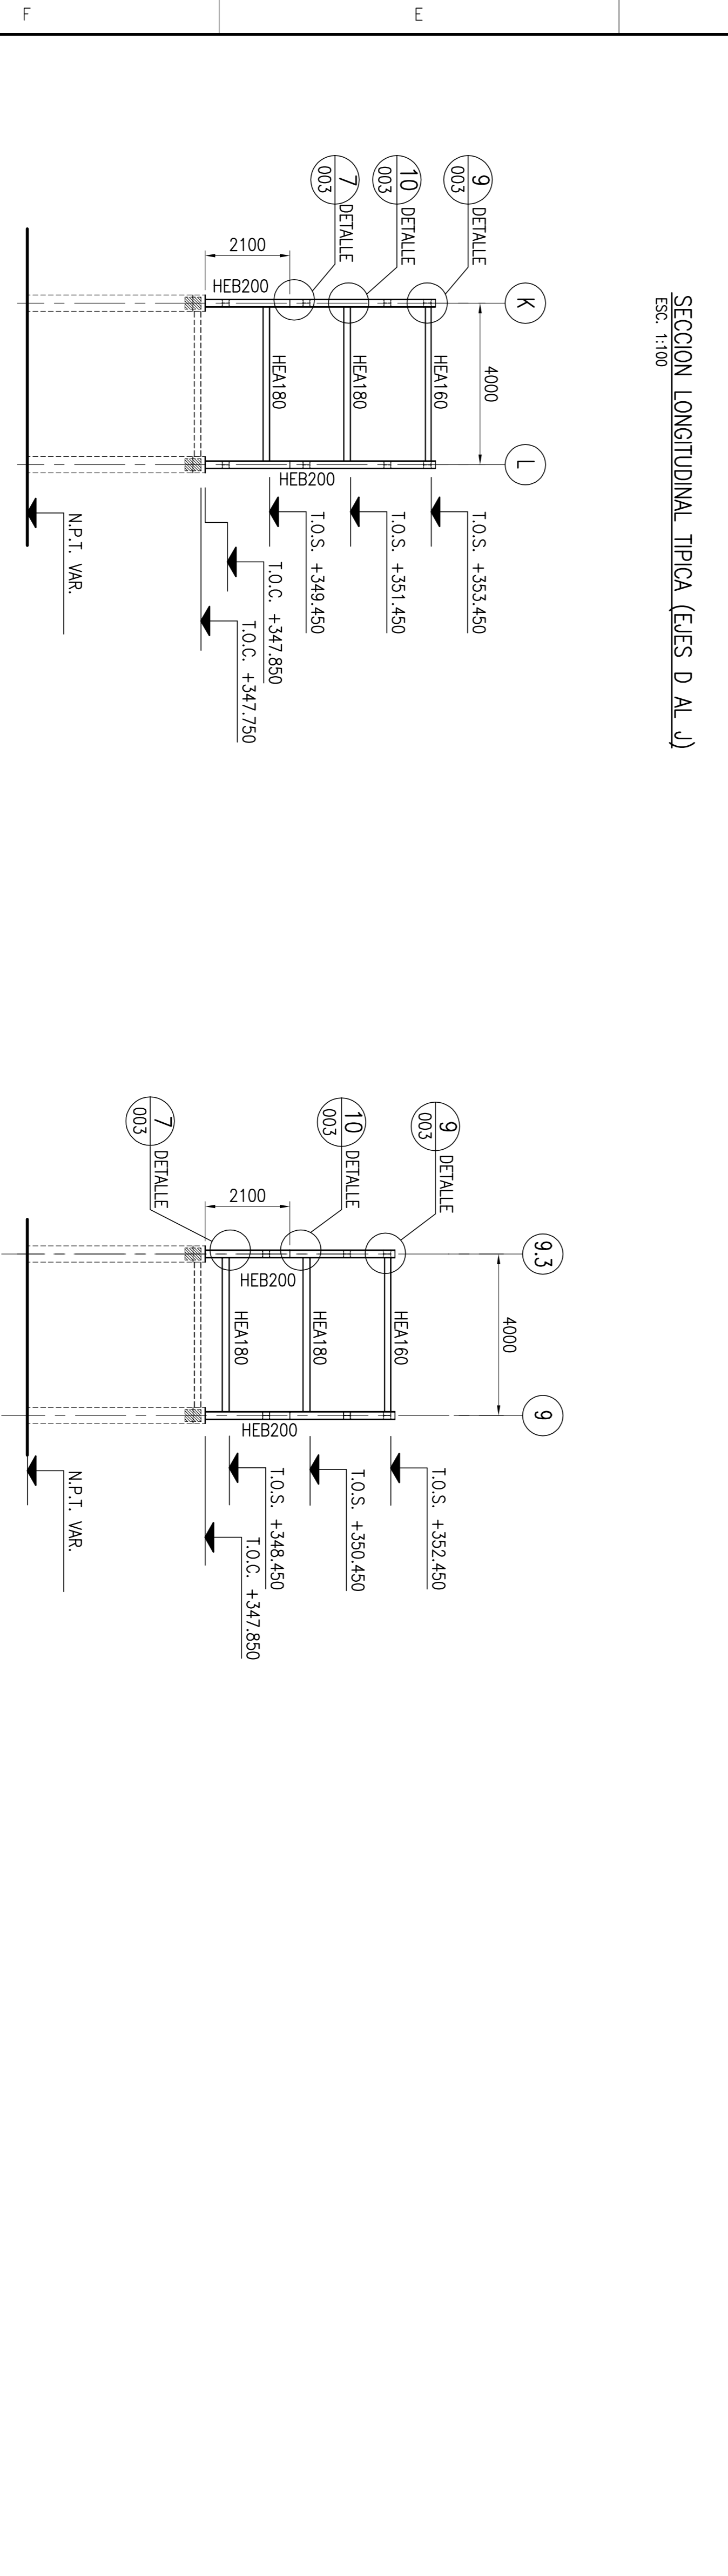 F
E
SECCION LONGITUDINAL TIPICA (EJES D AL J)
ESC. 1:100
K
L
4000
9
003
DETALLE
10
003
DETALLE
7
003
DETALLE
2100
HEB200
HEB200
HEA160
HEA180
HEA180
T.O.S. +353.450
T.O.S. +351.450
T.O.S. +349.450
T.O.C. +347.850
T.O.C. +347.750
N.P.T. VAR.
9.3
9
4000
9
003
DETALLE
10
003
DETALLE
7
003
DETALLE
2100
HEB200
HEB200
HEA160
HEA180
HEA180
T.O.S. +352.450
T.O.S. +350.450
T.O.S. +348.450
T.O.C. +347.850
N.P.T. VAR.